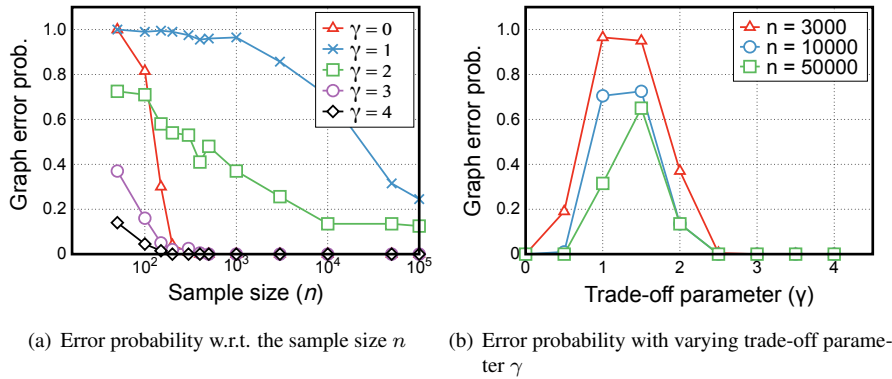 Graph error prob.
1.0
0.8
0.6
0.4
0.2
0
10²
10³
10⁴
10⁵
Sample size (n)
γ = 0
γ = 1
γ = 2
γ = 3
γ = 4
(a) Error probability w.r.t. the sample size n
Graph error prob.
1.0
0.8
0.6
0.4
0.2
0
0
1
2
3
4
Trade-off parameter (γ)
n = 3000
n = 10000
n = 50000
(b) Error probability with varying trade-off parame-
ter γ